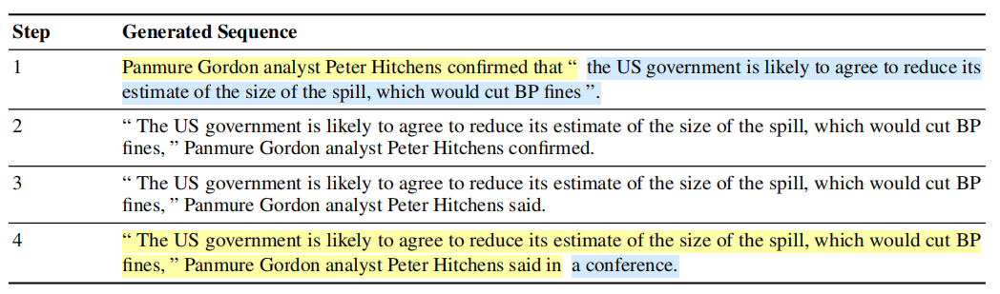 Step Generated Sequence
1 Panmure Gordon analyst Peter Hitchens confirmed that “ the US government is likely to agree to reduce its
estimate of the size of the spill, which would cut BP fines ”.
2 “ The US government is likely to agree to reduce its estimate of the size of the spill, which would cut BP
fines, ” Panmure Gordon analyst Peter Hitchens confirmed.
3 “ The US government is likely to agree to reduce its estimate of the size of the spill, which would cut BP
fines, ” Panmure Gordon analyst Peter Hitchens said.
4 “ The US government is likely to agree to reduce its estimate of the size of the spill, which would cut BP
fines, ” Panmure Gordon analyst Peter Hitchens said in a conference.